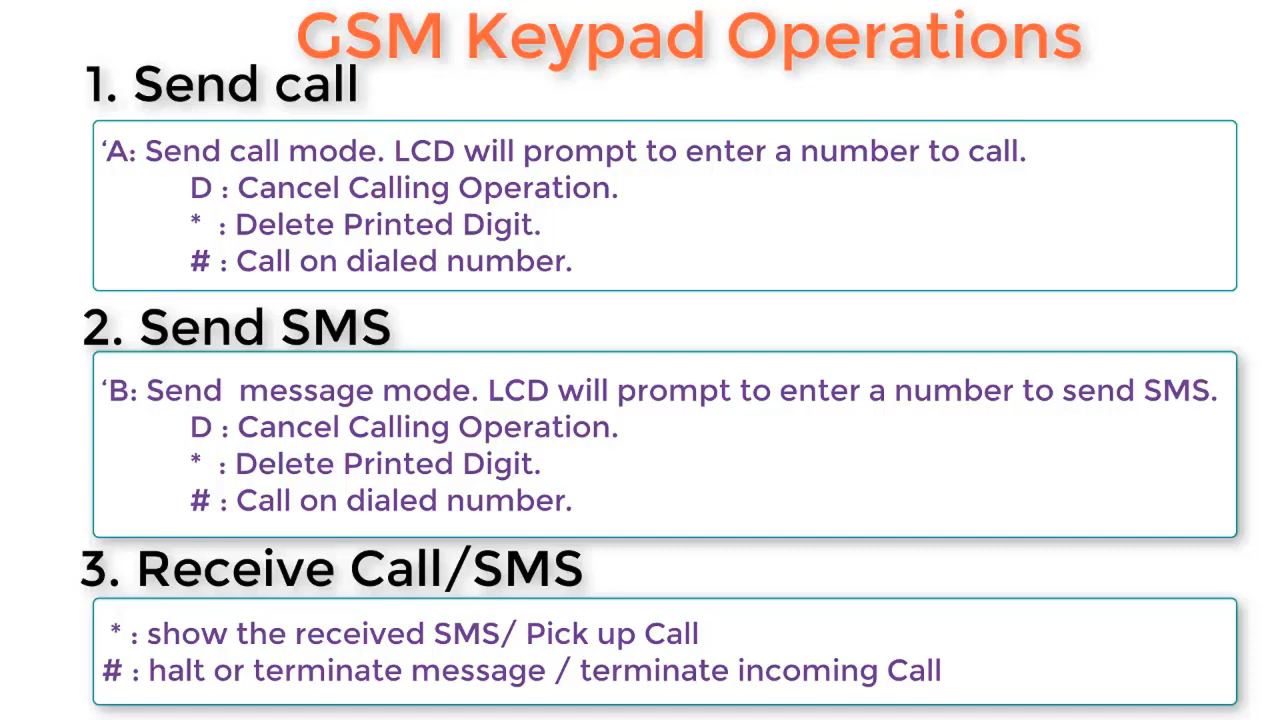 GSM Keypad Operations
1. Send call
‘A: Send call mode. LCD will prompt to enter a number to call.
D : Cancel Calling Operation.
* : Delete Printed Digit.
# : Call on dialed number.
2. Send SMS
‘B: Send message mode. LCD will prompt to enter a number to send SMS.
D : Cancel Calling Operation.
* : Delete Printed Digit.
# : Call on dialed number.
3. Receive Call/SMS
* : show the received SMS/ Pick up Call
# : halt or terminate message / terminate incoming Call